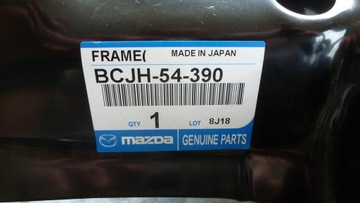 FRAME( MADE IN JAPAN
BCJH-54-390
QTY 1 LOT 8J18
mazda GENUINE PARTS